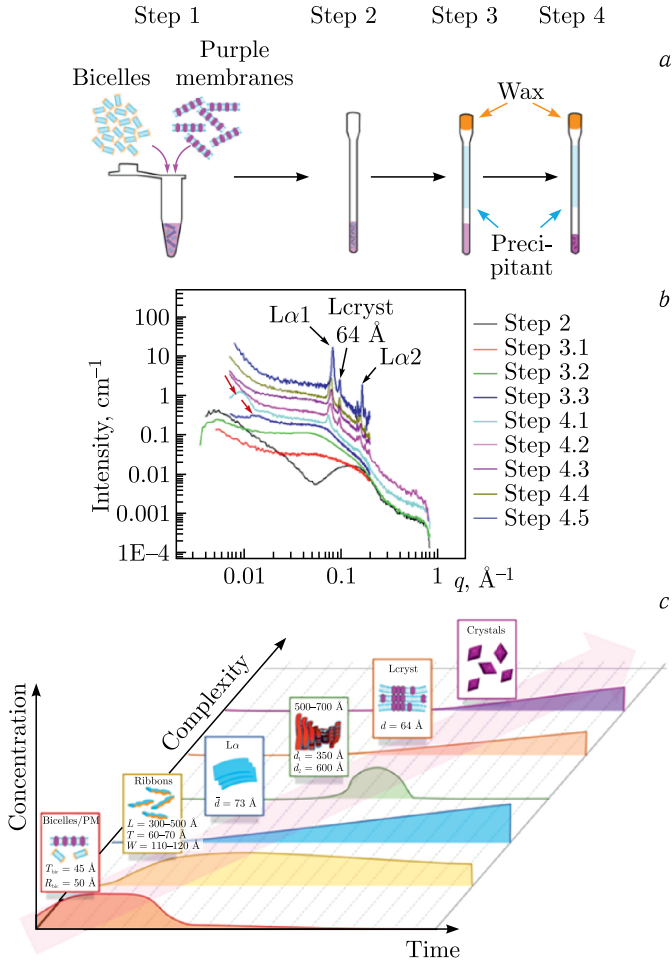 Step 1
Step 2
Step 3
Step 4
a
Bicelles
Purple
membranes
Wax
Preci-
pitant
b
Intensity, cm⁻¹
100
10
1
0.1
0.01
0.001
1E–4
0.01
0.1
1
q, Å⁻¹
Lα1
Lcryst
64 Å
Lα2
Step 2
Step 3.1
Step 3.2
Step 3.3
Step 4.1
Step 4.2
Step 4.3
Step 4.4
Step 4.5
c
Concentration
Complexity
Time
Crystals
Lcryst
d = 64 Å
500–700 Å
d₁ = 350 Å
d₂ = 600 Å
Lα
d̄ = 73 Å
Ribbons
L = 300–500 Å
T = 60–70 Å
W = 110–120 Å
Bicelles/PM
T_bic = 45 Å
R_bic = 50 Å